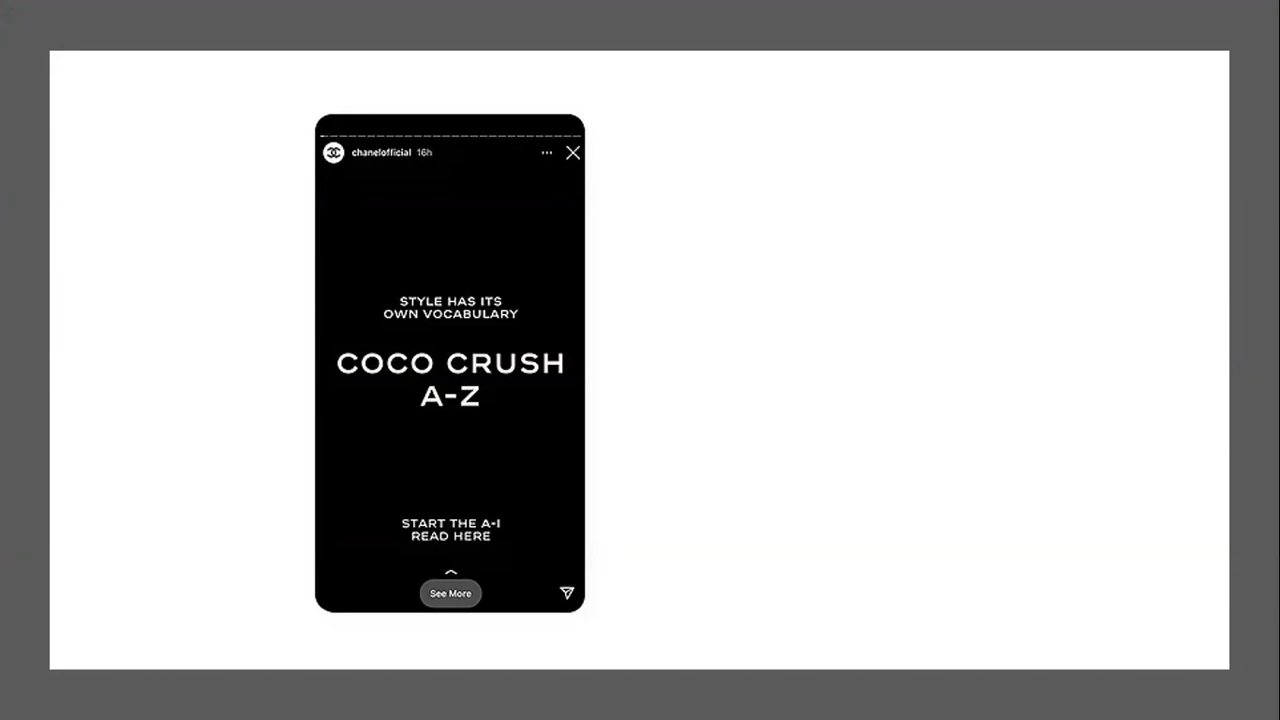 chanelofficial 16h
STYLE HAS ITS
OWN VOCABULARY
COCO CRUSH
A-Z
START THE A-I
READ HERE
See More